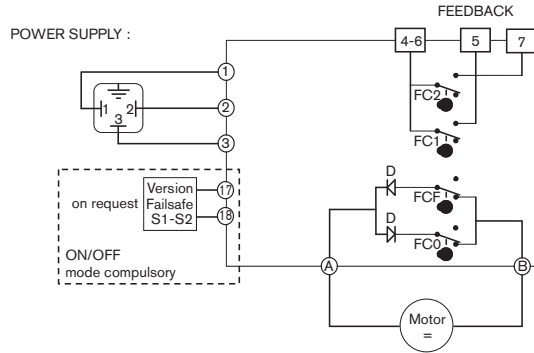 FEEDBACK
POWER SUPPLY :
4-6 5 7
1
1 2
3
2
3
FC2
FC1
on request
Version
Failsafe
S1-S2
17
18
ON/OFF
mode compulsory
D
FCF
D
FC0
A
B
Motor
=